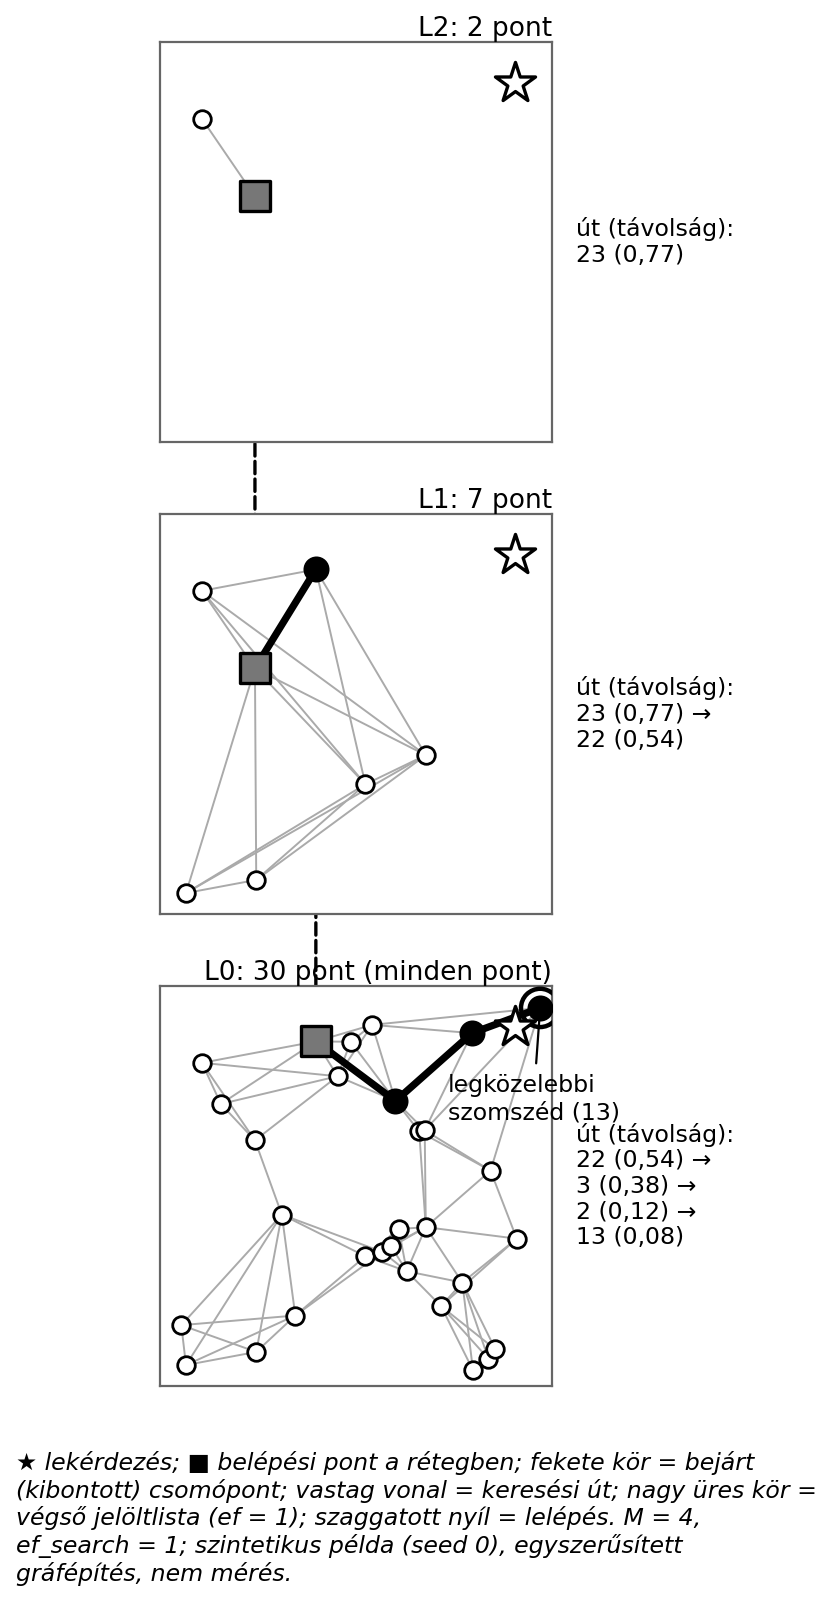 L2: 2 pont
út (távolság):
23 (0,77)
L1: 7 pont
út (távolság):
23 (0,77) →
22 (0,54)
L0: 30 pont (minden pont)
legközelebbi
szomszéd (13)
út (távolság):
22 (0,54) →
3 (0,38) →
2 (0,12) →
13 (0,08)
★ lekérdezés; ■ belépési pont a rétegben; fekete kör = bejárt
(kibontott) csomópont; vastag vonal = keresési út; nagy üres kör =
végső jelöltlista (ef = 1); szaggatott nyíl = lelépés. M = 4,
ef_search = 1; szintetikus példa (seed 0), egyszerűsített
gráfépítés, nem mérés.